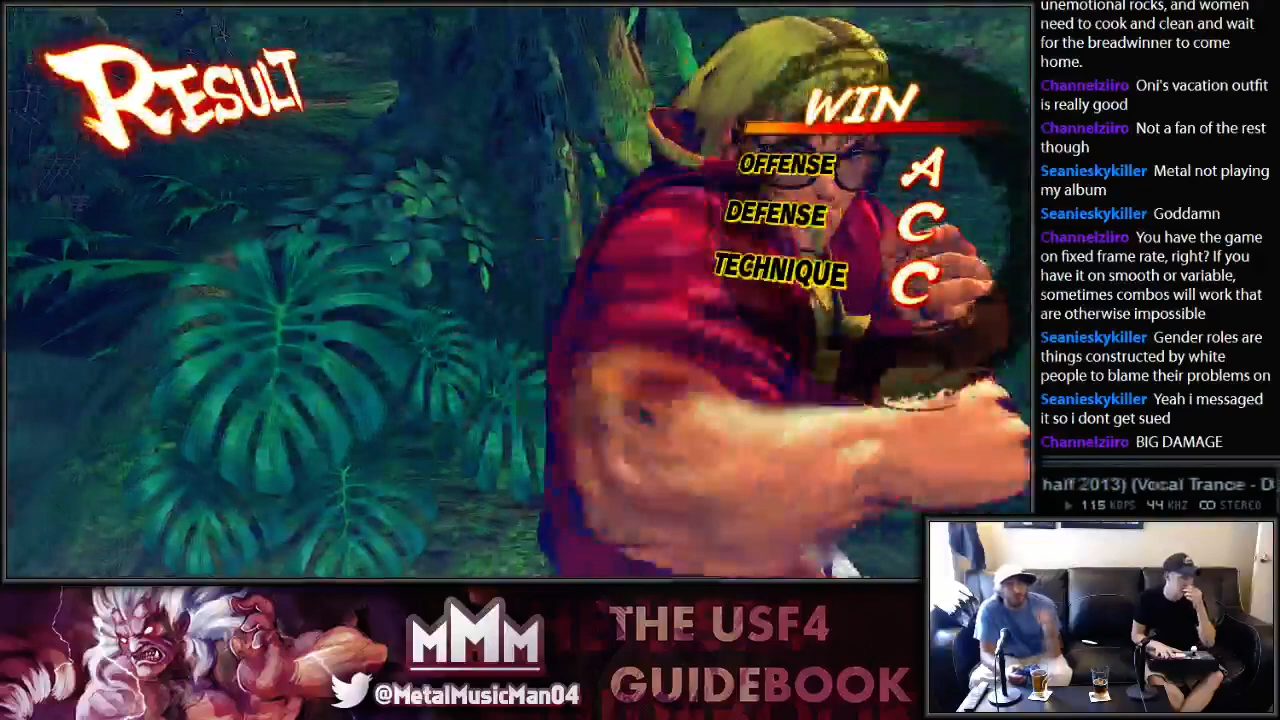 RESULT
WIN
OFFENSE A
DEFENSE C
TECHNIQUE C
unemotional rocks, and women
need to cook and clean and wait
for the breadwinner to come
home.
Channelziiro Oni's vacation outfit
is really good
Channelziiro Not a fan of the rest
though
Seanieskykiller Metal not playing
my album
Seanieskykiller Goddamn
Channelziiro You have the game
on fixed frame rate, right? If you
have it on smooth or variable,
sometimes combos will work that
are otherwise impossible
Seanieskykiller Gender roles are
things constructed by white
people to blame their problems on
Seanieskykiller Yeah i messaged
it so i dont get sued
Channelziiro BIG DAMAGE
half 2013) (Vocal Trance - D
115 KBPS 44 KHZ STEREO
MMM
@MetalMusicMan04
THE USF4
GUIDEBOOK